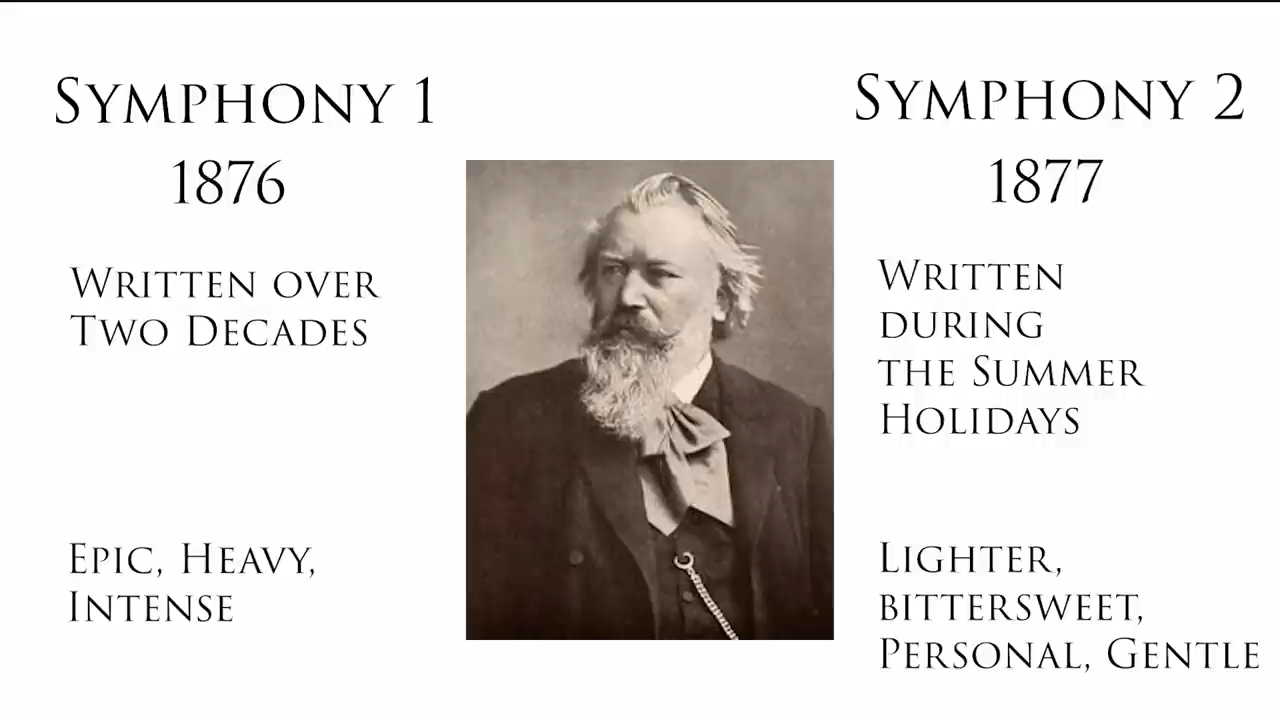 Symphony 1
1876
Written over
Two Decades
Epic, Heavy,
Intense
Symphony 2
1877
Written
during
the Summer
Holidays
Lighter,
bittersweet,
Personal, Gentle